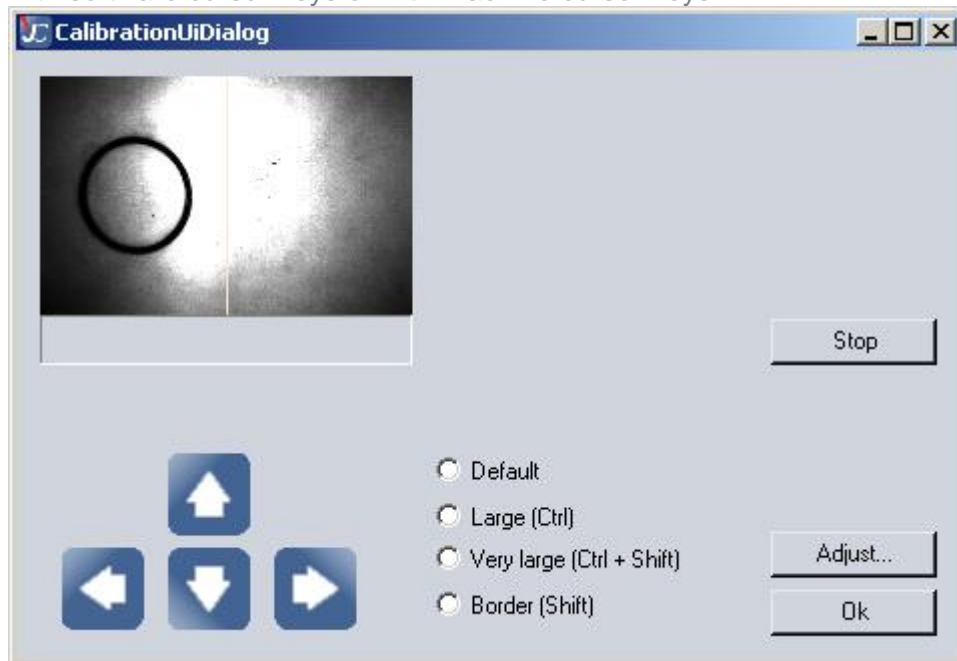 CalibrationUiDialog
Stop
Default
Large (Ctrl)
Very large (Ctrl + Shift)
Border (Shift)
Adjust...
Ok